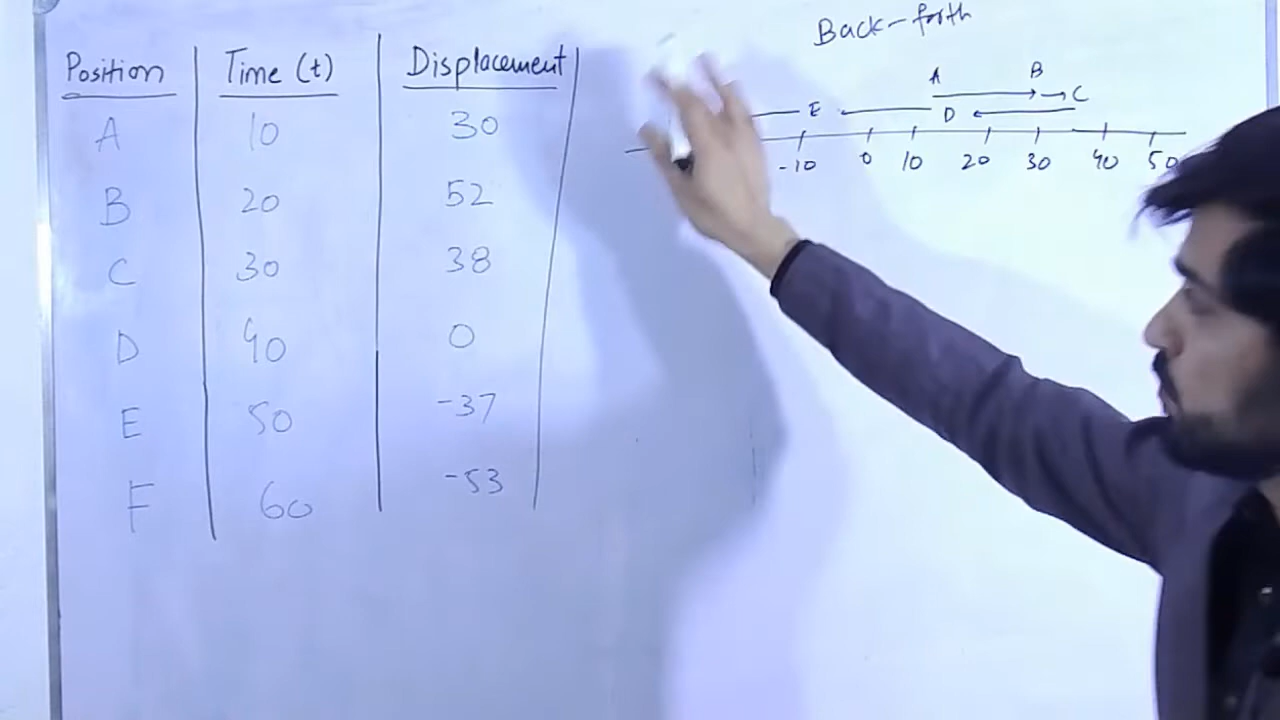 Back-forth
Position Time (t) Displacement
A 10 30
B 20 52
C 30 38
D 40 0
E 50 -37
F 60 -53
A B
E D C
-10 0 10 20 30 40 50